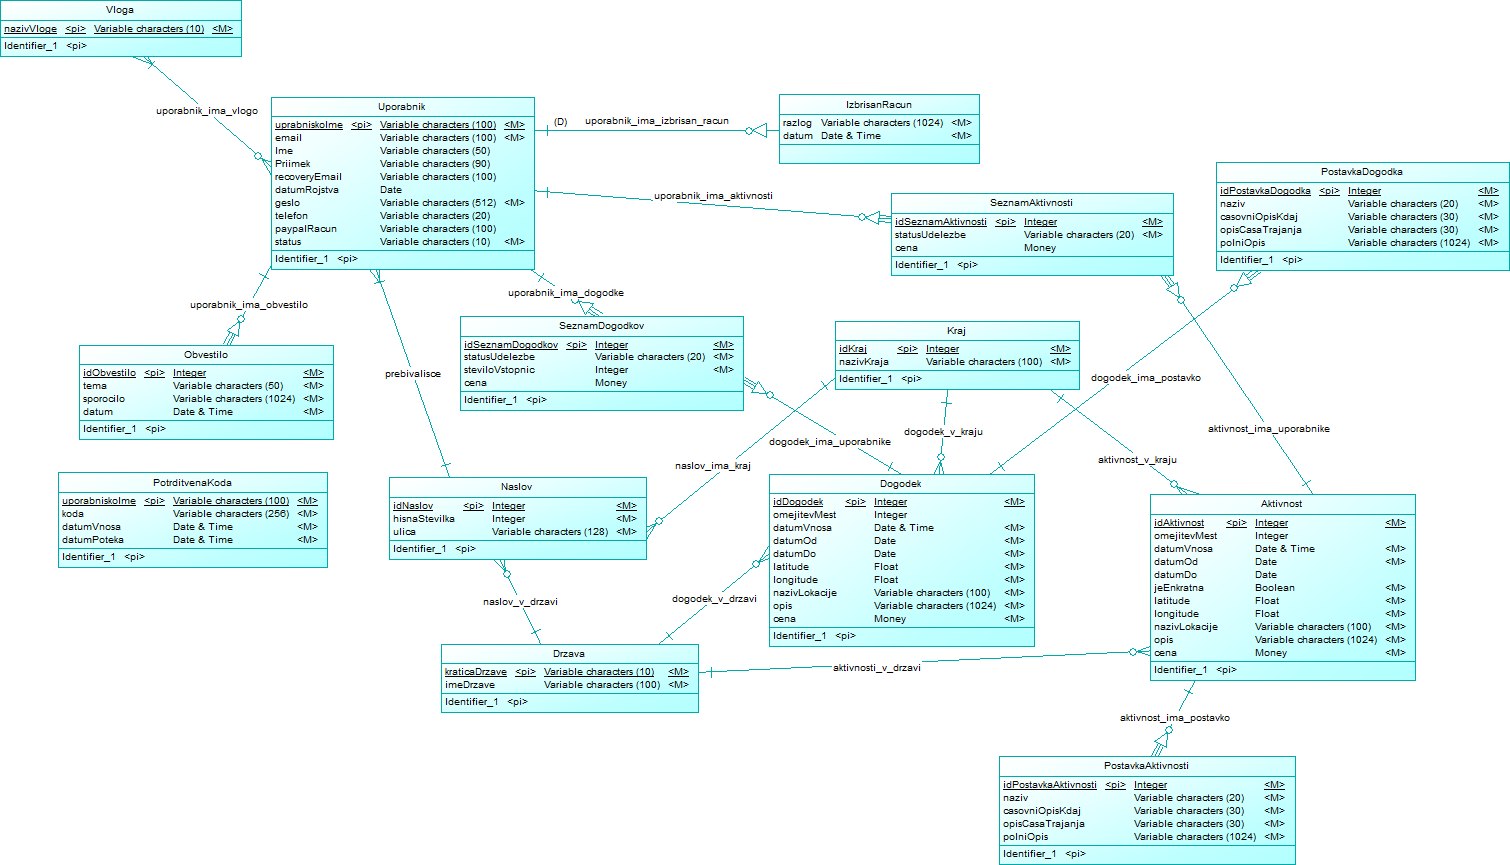 Vloga
nazivVloge <pi> Variable characters (10) <M>
Identifier_1 <pi>
uporabnik_ima_vlogo
Uporabnik
uprabniskoIme <pi> Variable characters (100) <M>
email Variable characters (100) <M>
Ime Variable characters (50)
Priimek Variable characters (90)
recoveryEmail Variable characters (100)
datumRojstva Date
geslo Variable characters (512) <M>
telefon Variable characters (20)
paypalRacun Variable characters (100)
status Variable characters (10) <M>
Identifier_1 <pi>
(D)
uporabnik_ima_izbrisan_racun
IzbrisanRacun
razlog Variable characters (1024) <M>
datum Date & Time <M>
uporabnik_ima_aktivnosti
SeznamAktivnosti
idSeznamAktivnosti <pi> Integer <M>
statusUdelezbe Variable characters (20) <M>
cena Money
Identifier_1 <pi>
PostavkaDogodka
idPostavkaDogodka <pi> Integer <M>
naziv Variable characters (20) <M>
casovniOpisKdaj Variable characters (30) <M>
opisCasaTrajanja Variable characters (30) <M>
polniOpis Variable characters (1024) <M>
Identifier_1 <pi>
uporabnik_ima_obvestilo
uporabnik_ima_dogodke
Obvestilo
idObvestilo <pi> Integer <M>
tema Variable characters (50) <M>
sporocilo Variable characters (1024) <M>
datum Date & Time <M>
Identifier_1 <pi>
prebivalisce
SeznamDogodkov
idSeznamDogodkov <pi> Integer <M>
statusUdelezbe Variable characters (20) <M>
steviloVstopnic Integer <M>
cena Money
Identifier_1 <pi>
Kraj
idKraj <pi> Integer <M>
nazivKraja Variable characters (100) <M>
Identifier_1 <pi>
dogodek_ima_postavko
dogodek_ima_uporabnike
dogodek_v_kraju
aktivnost_ima_uporabnike
naslov_ima_kraj
aktivnost_v_kraju
PotrditvenaKoda
uporabniskoIme <pi> Variable characters (100) <M>
koda Variable characters (256) <M>
datumVnosa Date & Time <M>
datumPoteka Date & Time <M>
Identifier_1 <pi>
Naslov
idNaslov <pi> Integer <M>
hisnaStevilka Integer <M>
ulica Variable characters (128) <M>
Identifier_1 <pi>
Dogodek
idDogodek <pi> Integer <M>
omejitevMest Integer
datumVnosa Date & Time <M>
datumOd Date <M>
datumDo Date <M>
latitude Float <M>
longitude Float <M>
nazivLokacije Variable characters (100) <M>
opis Variable characters (1024) <M>
cena Money <M>
Identifier_1 <pi>
Aktivnost
idAktivnost <pi> Integer <M>
omejitevMest Integer
datumVnosa Date & Time <M>
datumOd Date <M>
datumDo Date
jeEnkratna Boolean <M>
latitude Float <M>
longitude Float <M>
nazivLokacije Variable characters (100) <M>
opis Variable characters (1024) <M>
cena Money <M>
Identifier_1 <pi>
naslov_v_drzavi
dogodek_v_drzavi
Drzava
kraticaDrzave <pi> Variable characters (10) <M>
imeDrzave Variable characters (100) <M>
Identifier_1 <pi>
aktivnosti_v_drzavi
aktivnost_ima_postavko
PostavkaAktivnosti
idPostavkaAktivnosti <pi> Integer <M>
naziv Variable characters (20) <M>
casovniOpisKdaj Variable characters (30) <M>
opisCasaTrajanja Variable characters (30) <M>
polniOpis Variable characters (1024) <M>
Identifier_1 <pi>